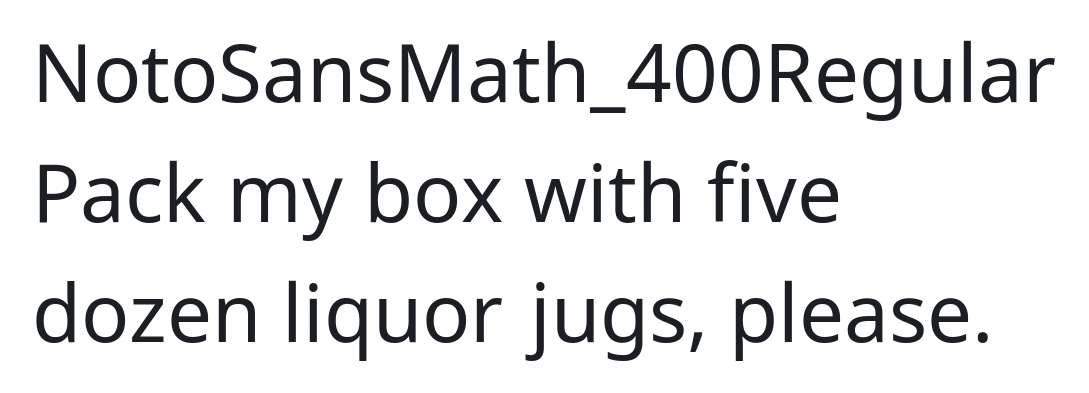 NotoSansMath_400Regular
Pack my box with five
dozen liquor jugs, please.